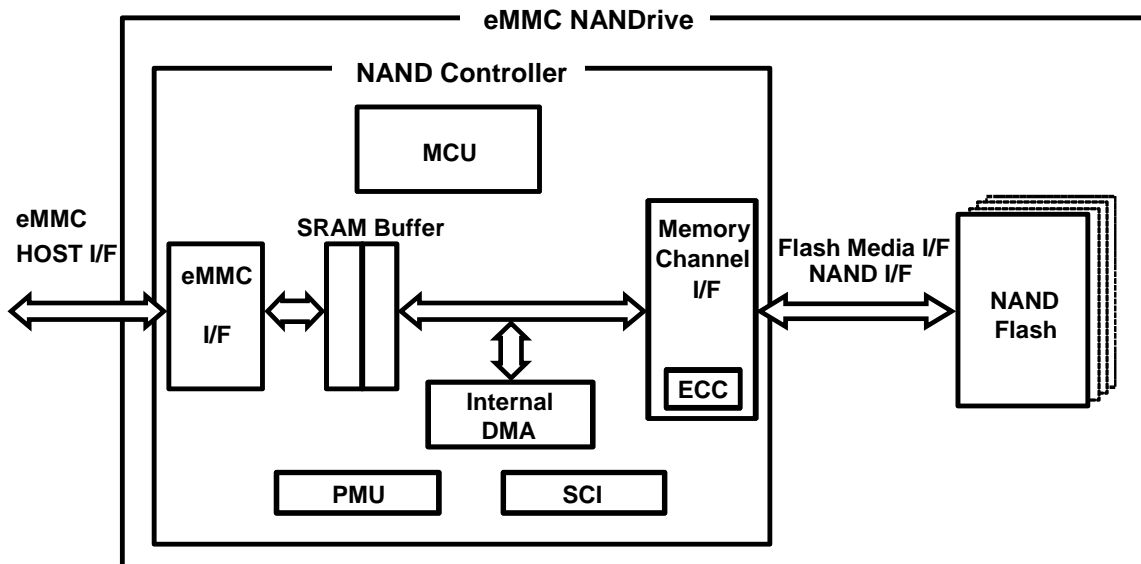 eMMC NANDrive
NAND Controller
MCU
eMMC
HOST I/F
SRAM Buffer
eMMC
I/F
Memory
Channel
I/F
ECC
Flash Media I/F
NAND I/F
NAND
Flash
Internal
DMA
PMU
SCI